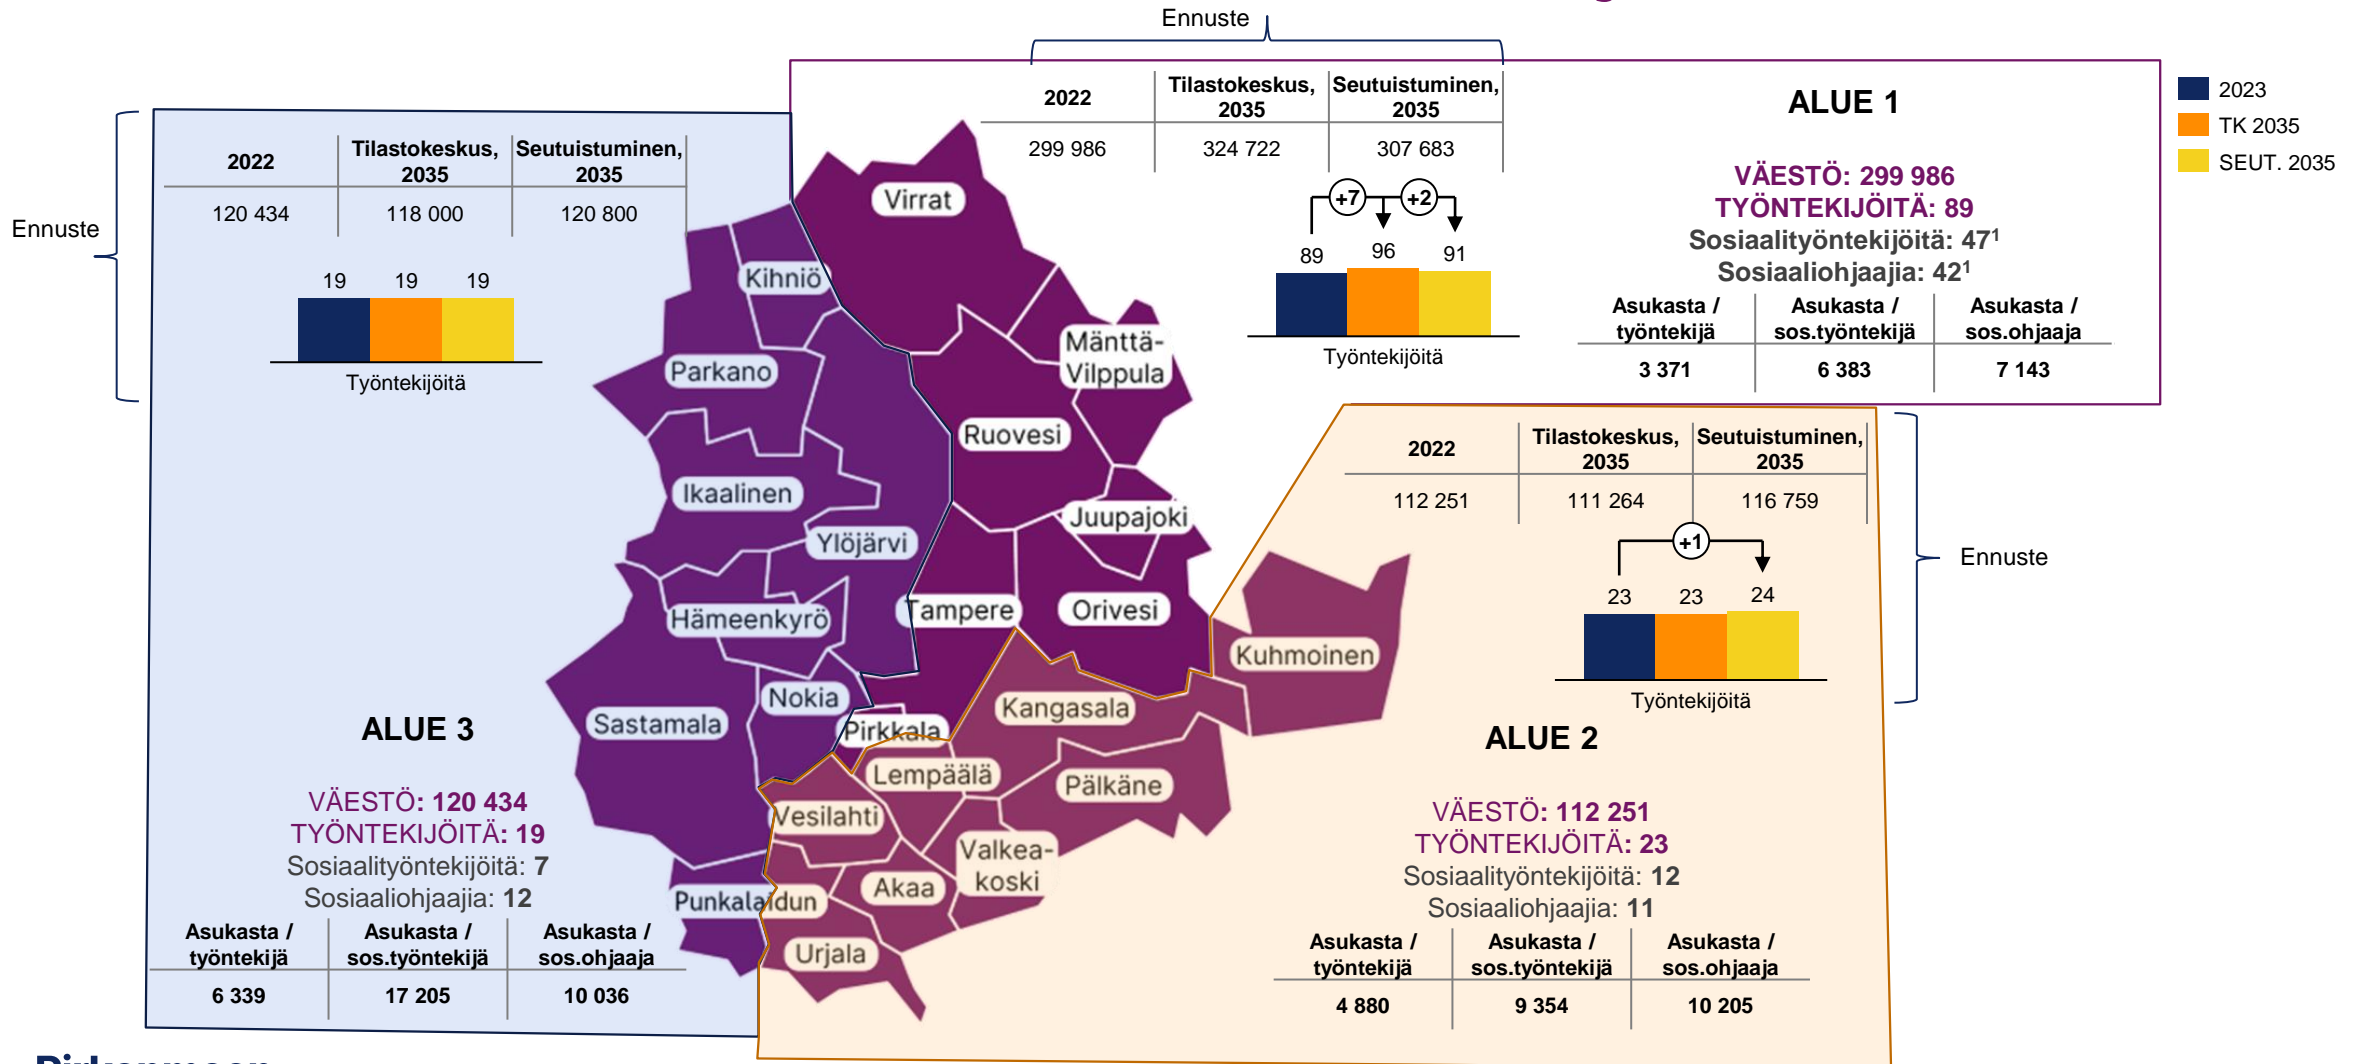 Ennuste
2022
Tilastokeskus,
2035
Seutuistuminen,
2035
299 986
324 722
307 683
+7
+2
89
96
91
Työntekijöitä
ALUE 1
VÄESTÖ: 299 986
TYÖNTEKIJÖITÄ: 89
Sosiaalityöntekijöitä: 47¹
Sosiaaliohjaajia: 42¹
Asukasta /
työntekijä
Asukasta /
sos.työntekijä
Asukasta /
sos.ohjaaja
3 371
6 383
7 143
2023
TK 2035
SEUT. 2035
Ennuste
2022
Tilastokeskus,
2035
Seutuistuminen,
2035
120 434
118 000
120 800
19
19
19
Työntekijöitä
Virrat
Kihniö
Mänttä-
Vilppula
Parkano
Ruovesi
Ikaalinen
Juupajoki
Ylöjärvi
Hämeenkyrö
Tampere
Orivesi
Kuhmoinen
Nokia
Kangasala
Sastamala
Pirkkala
Lempäälä
Pälkäne
Vesilahti
Valkea-
koski
Akaa
Punkalaidun
Urjala
2022
Tilastokeskus,
2035
Seutuistuminen,
2035
112 251
111 264
116 759
+1
23
23
24
Työntekijöitä
Ennuste
ALUE 3
VÄESTÖ: 120 434
TYÖNTEKIJÖITÄ: 19
Sosiaalityöntekijöitä: 7
Sosiaaliohjaajia: 12
Asukasta /
työntekijä
Asukasta /
sos.työntekijä
Asukasta /
sos.ohjaaja
6 339
17 205
10 036
ALUE 2
VÄESTÖ: 112 251
TYÖNTEKIJÖITÄ: 23
Sosiaalityöntekijöitä: 12
Sosiaaliohjaajia: 11
Asukasta /
työntekijä
Asukasta /
sos.työntekijä
Asukasta /
sos.ohjaaja
4 880
9 354
10 205